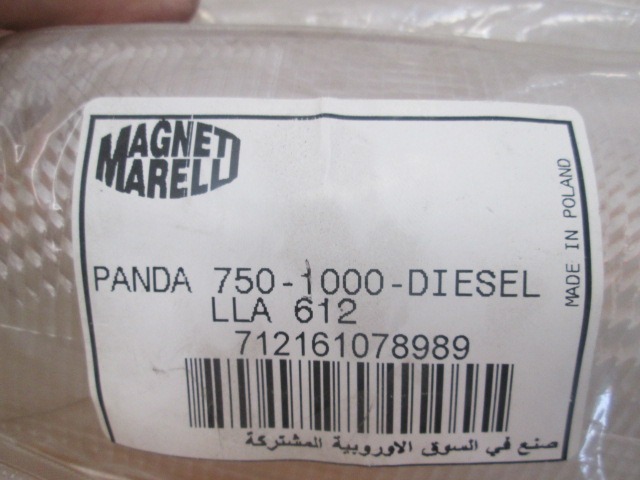 MAGNETI
MARELLI
MADE IN POLAND
PANDA 750-1000-DIESEL
LLA 612
712161078989
صنع في السوق الاوروبية المشتركة